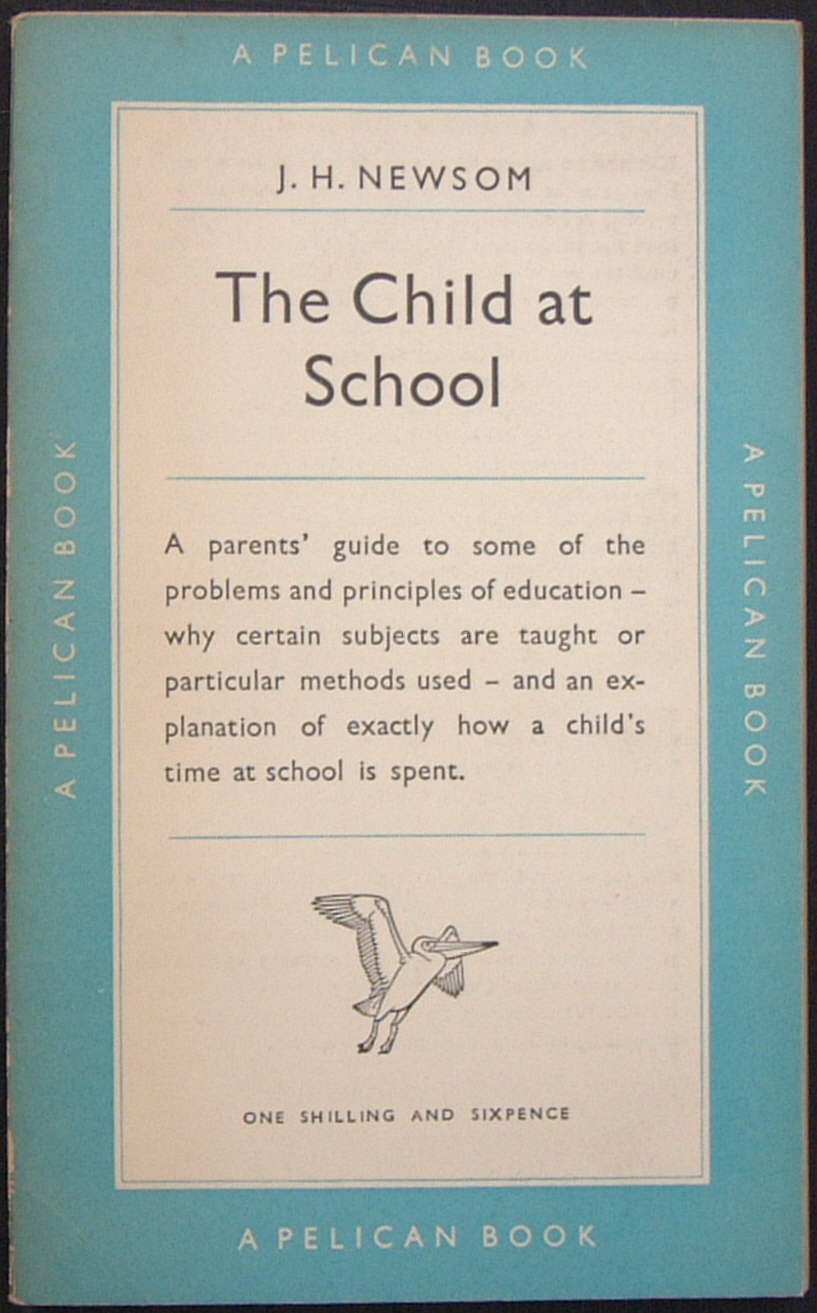 A PELICAN BOOK
J. H. NEWSOM
The Child at
School
A parents' guide to some of the
problems and principles of education –
why certain subjects are taught or
particular methods used – and an ex-
planation of exactly how a child's
time at school is spent.
ONE SHILLING AND SIXPENCE
A PELICAN BOOK
A PELICAN BOOK
A PELICAN BOOK